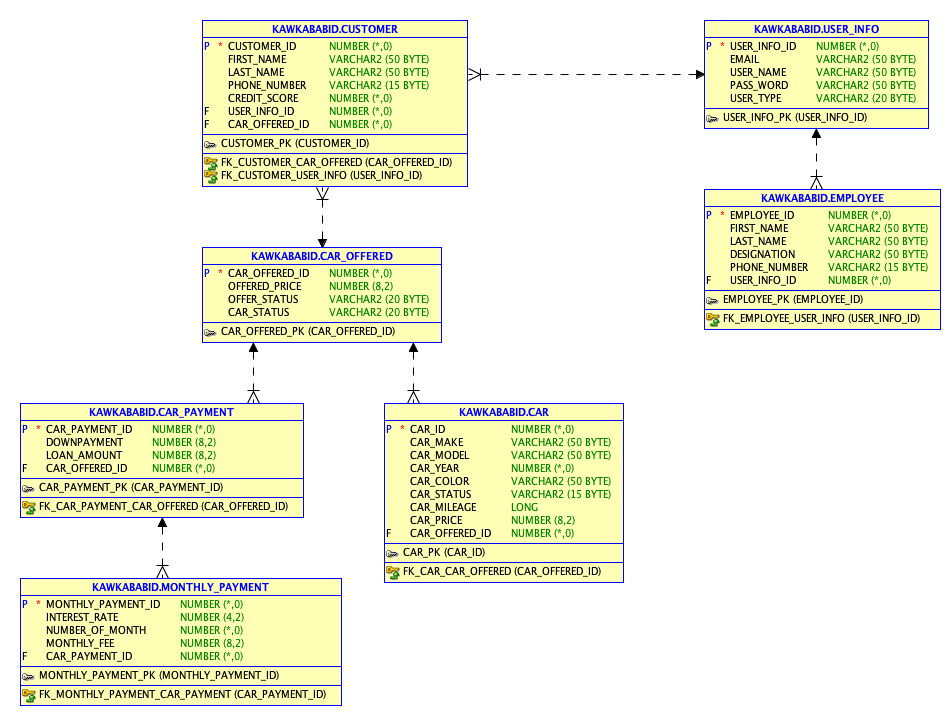 KAWKABABID.CUSTOMER
P * CUSTOMER_ID NUMBER (*,0)
FIRST_NAME VARCHAR2 (50 BYTE)
LAST_NAME VARCHAR2 (50 BYTE)
PHONE_NUMBER VARCHAR2 (15 BYTE)
CREDIT_SCORE NUMBER (*,0)
F USER_INFO_ID NUMBER (*,0)
F CAR_OFFERED_ID NUMBER (*,0)
CUSTOMER_PK (CUSTOMER_ID)
FK_CUSTOMER_CAR_OFFERED (CAR_OFFERED_ID)
FK_CUSTOMER_USER_INFO (USER_INFO_ID)
KAWKABABID.USER_INFO
P * USER_INFO_ID NUMBER (*,0)
EMAIL VARCHAR2 (50 BYTE)
USER_NAME VARCHAR2 (50 BYTE)
PASS_WORD VARCHAR2 (50 BYTE)
USER_TYPE VARCHAR2 (20 BYTE)
USER_INFO_PK (USER_INFO_ID)
KAWKABABID.EMPLOYEE
P * EMPLOYEE_ID NUMBER (*,0)
FIRST_NAME VARCHAR2 (50 BYTE)
LAST_NAME VARCHAR2 (50 BYTE)
DESIGNATION VARCHAR2 (50 BYTE)
PHONE_NUMBER VARCHAR2 (15 BYTE)
F USER_INFO_ID NUMBER (*,0)
EMPLOYEE_PK (EMPLOYEE_ID)
FK_EMPLOYEE_USER_INFO (USER_INFO_ID)
KAWKABABID.CAR_OFFERED
P * CAR_OFFERED_ID NUMBER (*,0)
OFFERED_PRICE NUMBER (8,2)
OFFER_STATUS VARCHAR2 (20 BYTE)
CAR_STATUS VARCHAR2 (20 BYTE)
CAR_OFFERED_PK (CAR_OFFERED_ID)
KAWKABABID.CAR_PAYMENT
P * CAR_PAYMENT_ID NUMBER (*,0)
DOWNPAYMENT NUMBER (8,2)
LOAN_AMOUNT NUMBER (8,2)
F CAR_OFFERED_ID NUMBER (*,0)
CAR_PAYMENT_PK (CAR_PAYMENT_ID)
FK_CAR_PAYMENT_CAR_OFFERED (CAR_OFFERED_ID)
KAWKABABID.CAR
P * CAR_ID NUMBER (*,0)
CAR_MAKE VARCHAR2 (50 BYTE)
CAR_MODEL VARCHAR2 (50 BYTE)
CAR_YEAR NUMBER (*,0)
CAR_COLOR VARCHAR2 (50 BYTE)
CAR_STATUS VARCHAR2 (15 BYTE)
CAR_MILEAGE LONG
CAR_PRICE NUMBER (8,2)
F CAR_OFFERED_ID NUMBER (*,0)
CAR_PK (CAR_ID)
FK_CAR_CAR_OFFERED (CAR_OFFERED_ID)
KAWKABABID.MONTHLY_PAYMENT
P * MONTHLY_PAYMENT_ID NUMBER (*,0)
INTEREST_RATE NUMBER (4,2)
NUMBER_OF_MONTH NUMBER (*,0)
MONTHLY_FEE NUMBER (8,2)
F CAR_PAYMENT_ID NUMBER (*,0)
MONTHLY_PAYMENT_PK (MONTHLY_PAYMENT_ID)
FK_MONTHLY_PAYMENT_CAR_PAYMENT (CAR_PAYMENT_ID)